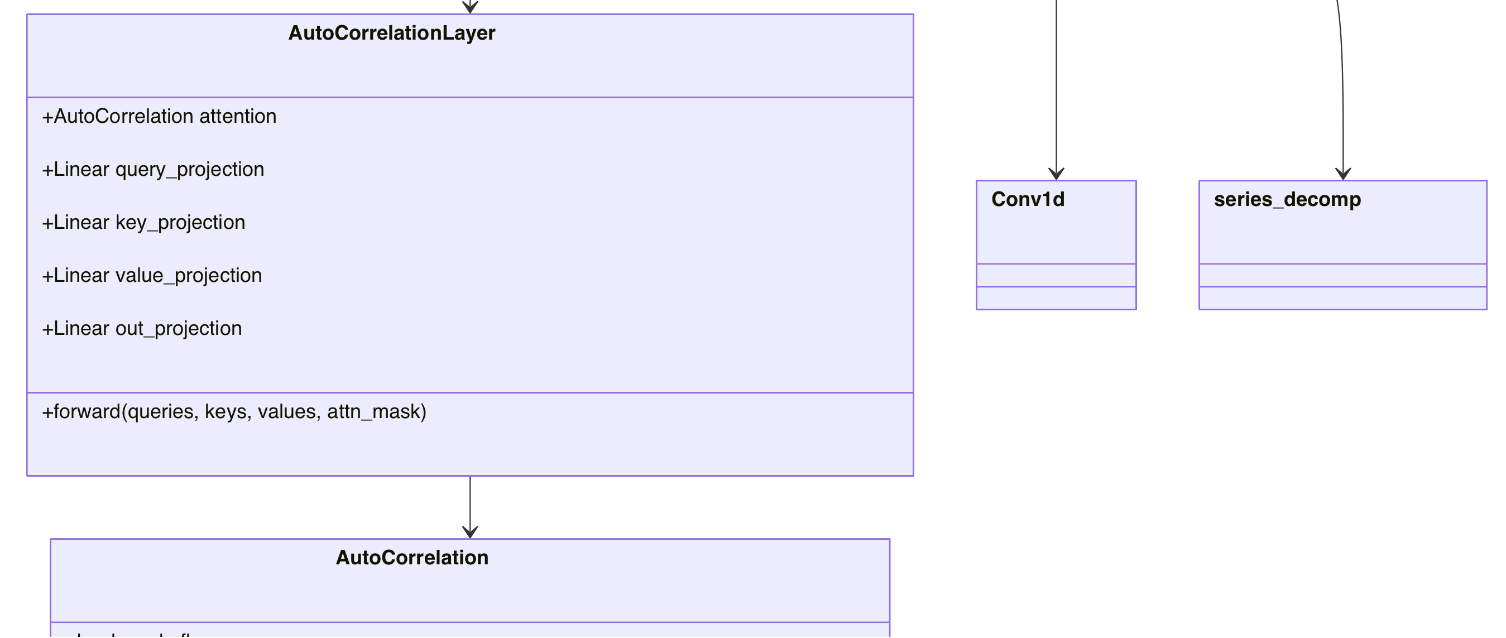 AutoCorrelationLayer
+AutoCorrelation attention
+Linear query_projection
+Linear key_projection
+Linear value_projection
+Linear out_projection
+forward(queries, keys, values, attn_mask)
Conv1d
series_decomp
AutoCorrelation